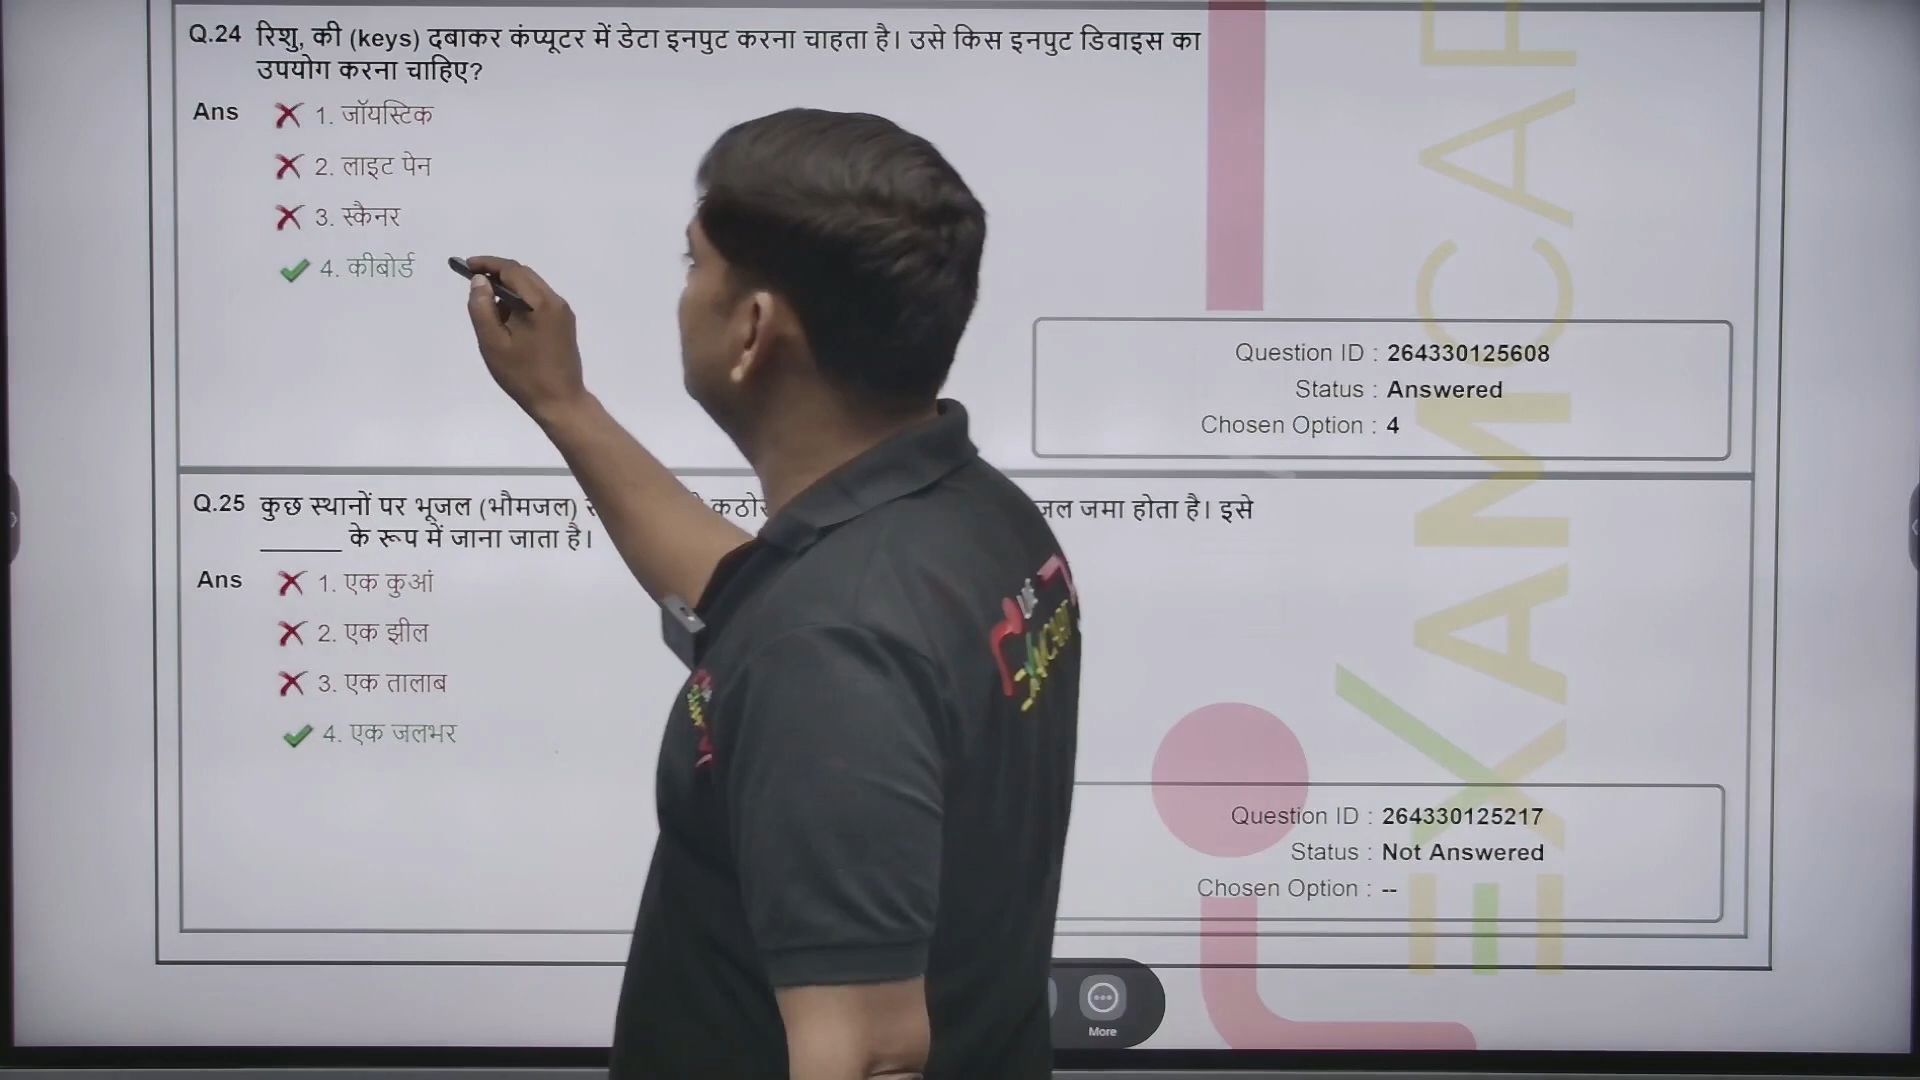 Q.24 रिशु, की (keys) दबाकर कंप्यूटर में डेटा इनपुट करना चाहता है। उसे किस इनपुट डिवाइस का
उपयोग करना चाहिए?
Ans 1. जॉयस्टिक
2. लाइट पेन
3. स्कैनर
4. कीबोर्ड
Question ID : 264330125608
Status : Answered
Chosen Option : 4
Q.25 कुछ स्थानों पर भूजल (भौमजल) जल जमा होता है। इसे
______ के रूप में जाना जाता है।
Ans 1. एक कुआं
2. एक झील
3. एक तालाब
4. एक जलभर
Question ID : 264330125217
Status : Not Answered
Chosen Option : --
More
EXAMCAR